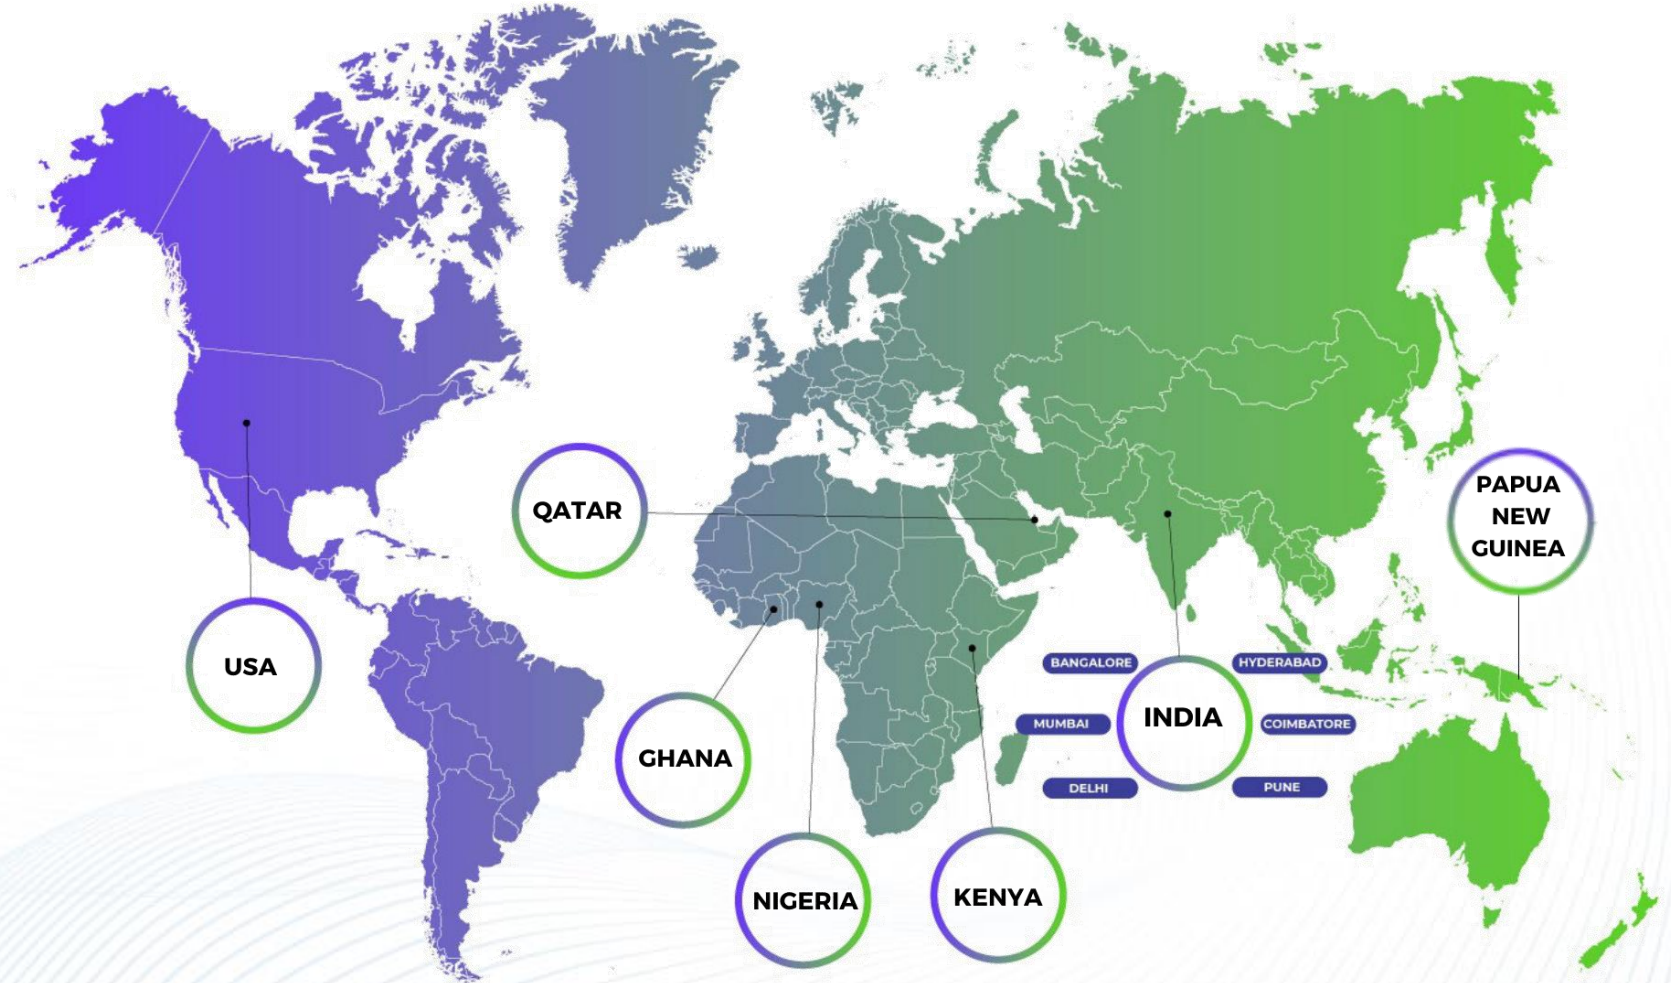 QATAR
PAPUA
NEW
GUINEA
USA
BANGALORE
HYDERABAD
MUMBAI
INDIA
COIMBATORE
DELHI
PUNE
GHANA
NIGERIA
KENYA